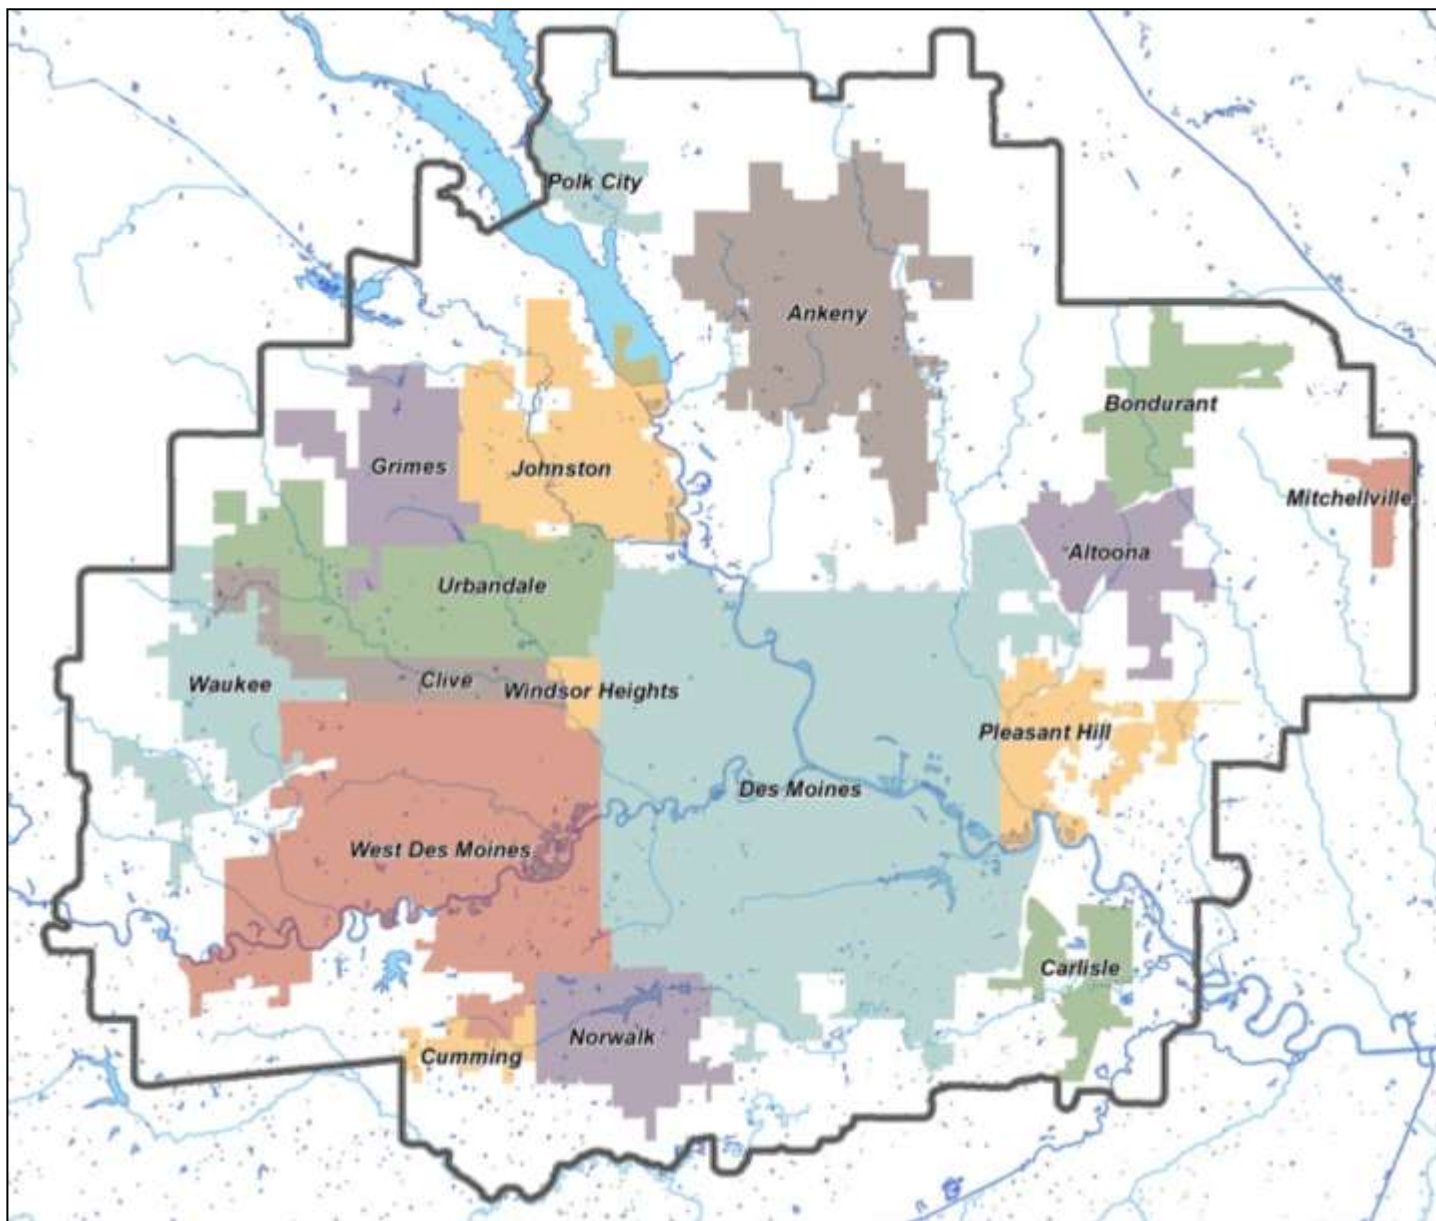 Polk City
Ankeny
Bondurant
Grimes
Johnston
Mitchellville
Altoona
Urbandale
Waukee
Clive
Windsor Heights
Pleasant Hill
Des Moines
West Des Moines
Carlisle
Norwalk
Cumming